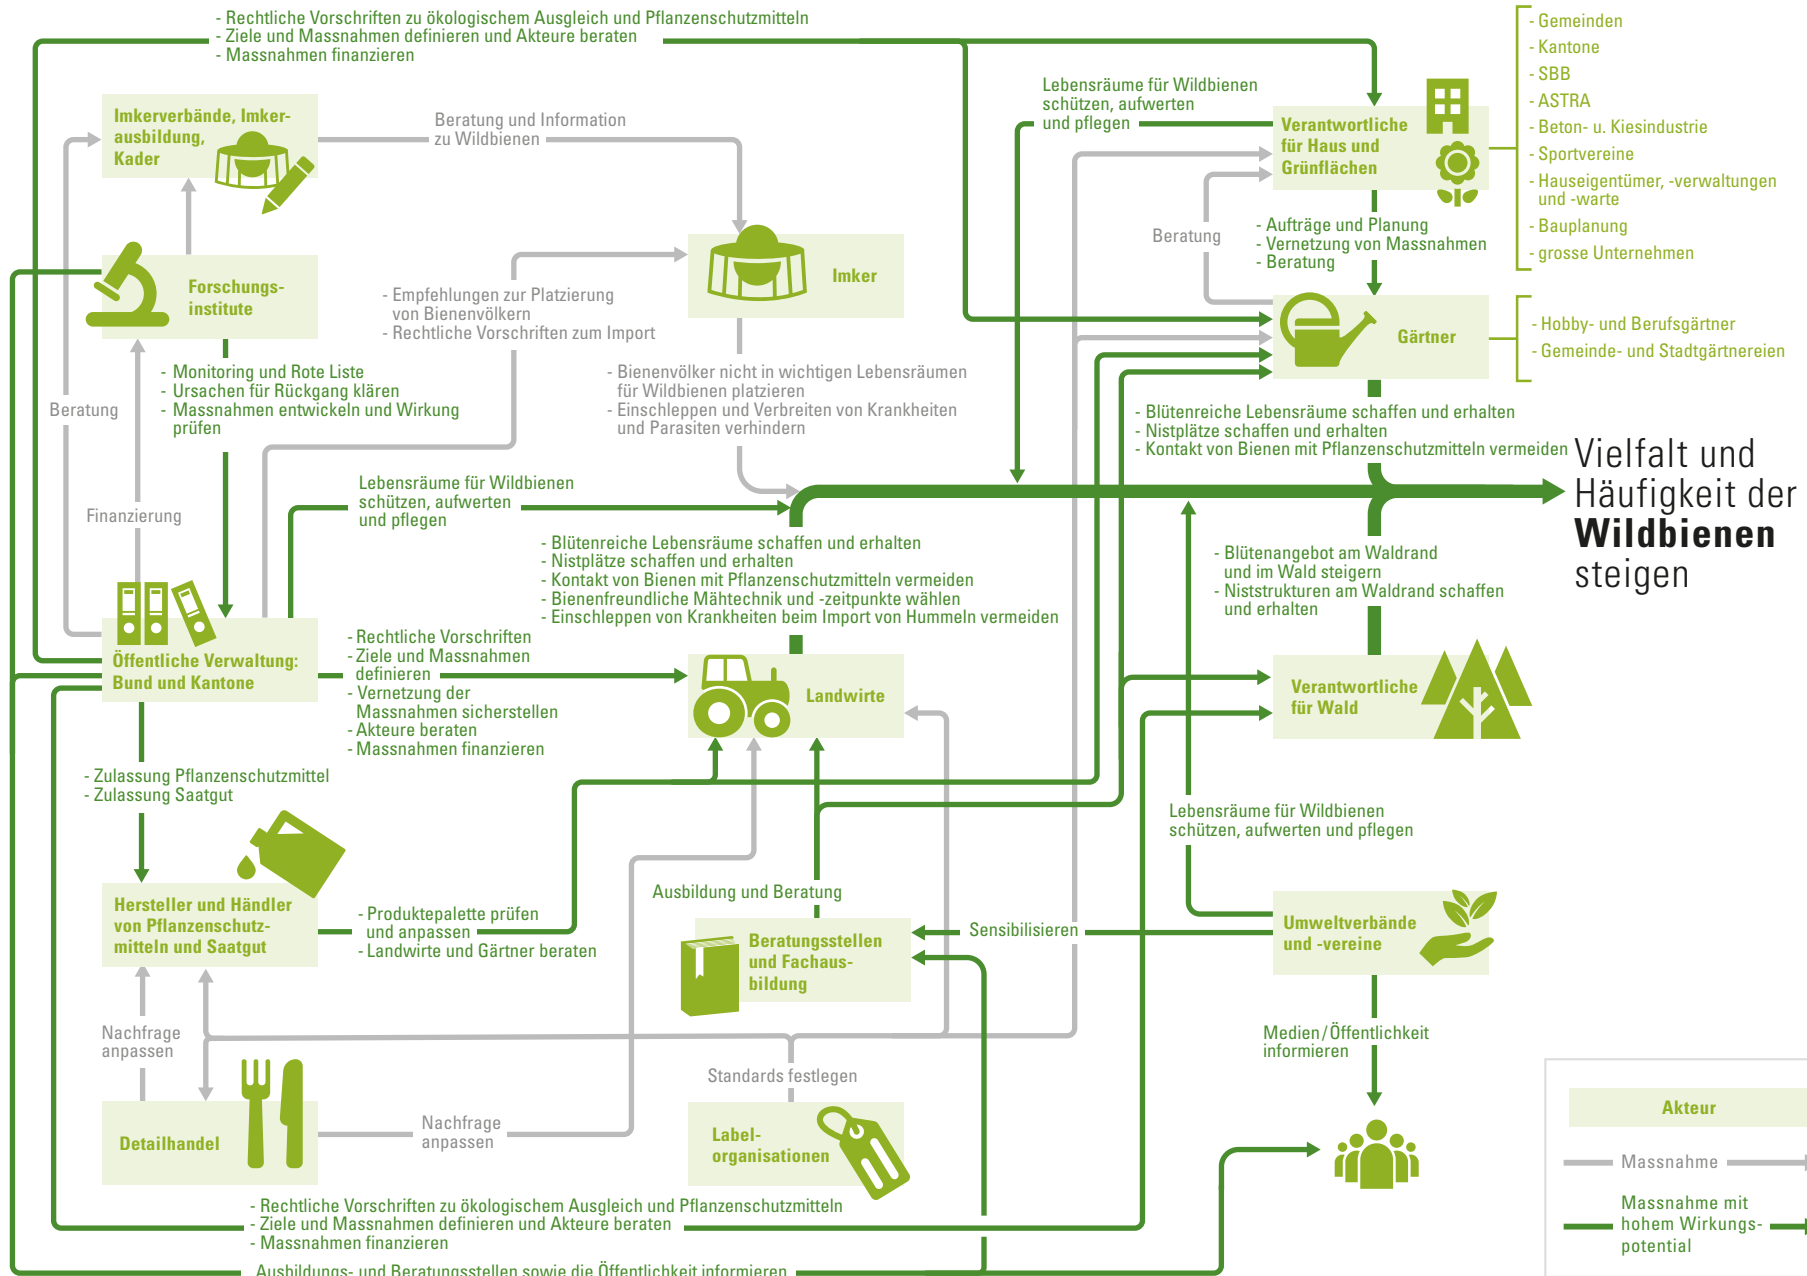 - Rechtliche Vorschriften zu ökologischem Ausgleich und Pflanzenschutzmitteln
- Ziele und Massnahmen definieren und Akteure beraten
- Massnahmen finanzieren
Imkerverbände, Imker-
ausbildung,
Kader
Beratung und Information
zu Wildbienen
Lebensräume für Wildbienen
schützen, aufwerten
und pflegen
Verantwortliche
für Haus und
Grünflächen
- Gemeinden
- Kantone
- SBB
- ASTRA
- Beton- u. Kiesindustrie
- Sportvereine
- Hauseigentümer, -verwaltungen
und -warte
- Bauplanung
- grosse Unternehmen
Beratung
- Aufträge und Planung
- Vernetzung von Massnahmen
- Beratung
Imker
Forschungs-
institute
- Empfehlungen zur Platzierung
von Bienenvölkern
- Rechtliche Vorschriften zum Import
Gärtner
- Hobby- und Berufsgärtner
- Gemeinde- und Stadtgärtnereien
- Monitoring und Rote Liste
- Ursachen für Rückgang klären
- Massnahmen entwickeln und Wirkung
prüfen
Beratung
- Bienenvölker nicht in wichtigen Lebensräumen
für Wildbienen platzieren
- Einschleppen und Verbreiten von Krankheiten
und Parasiten verhindern
- Blütenreiche Lebensräume schaffen und erhalten
- Nistplätze schaffen und erhalten
- Kontakt von Bienen mit Pflanzenschutzmitteln vermeiden
Vielfalt und
Häufigkeit der
Wildbienen
steigen
Finanzierung
Lebensräume für Wildbienen
schützen, aufwerten
und pflegen
- Blütenreiche Lebensräume schaffen und erhalten
- Nistplätze schaffen und erhalten
- Kontakt von Bienen mit Pflanzenschutzmitteln vermeiden
- Bienenfreundliche Mähtechnik und -zeitpunkte wählen
- Einschleppen von Krankheiten beim Import von Hummeln vermeiden
- Blütenangebot am Waldrand
und im Wald steigern
- Niststrukturen am Waldrand schaffen
und erhalten
Öffentliche Verwaltung:
Bund und Kantone
- Rechtliche Vorschriften
- Ziele und Massnahmen
definieren
- Vernetzung der
Massnahmen sicherstellen
- Akteure beraten
- Massnahmen finanzieren
Landwirte
Verantwortliche
für Wald
- Zulassung Pflanzenschutzmittel
- Zulassung Saatgut
Lebensräume für Wildbienen
schützen, aufwerten und pflegen
Hersteller und Händler
von Pflanzenschutz-
mitteln und Saatgut
- Produktepalette prüfen
und anpassen
- Landwirte und Gärtner beraten
Ausbildung und Beratung
Beratungsstellen
und Fachaus-
bildung
Sensibilisieren
Umweltverbände
und -vereine
Nachfrage
anpassen
Medien/Öffentlichkeit
informieren
Standards festlegen
Detailhandel
Nachfrage
anpassen
Label-
organisationen
Akteur
Massnahme
Massnahme mit
hohem Wirkungs-
potential
- Rechtliche Vorschriften zu ökologischem Ausgleich und Pflanzenschutzmitteln
- Ziele und Massnahmen definieren und Akteure beraten
- Massnahmen finanzieren
Ausbildungs- und Beratungsstellen sowie die Öffentlichkeit informieren